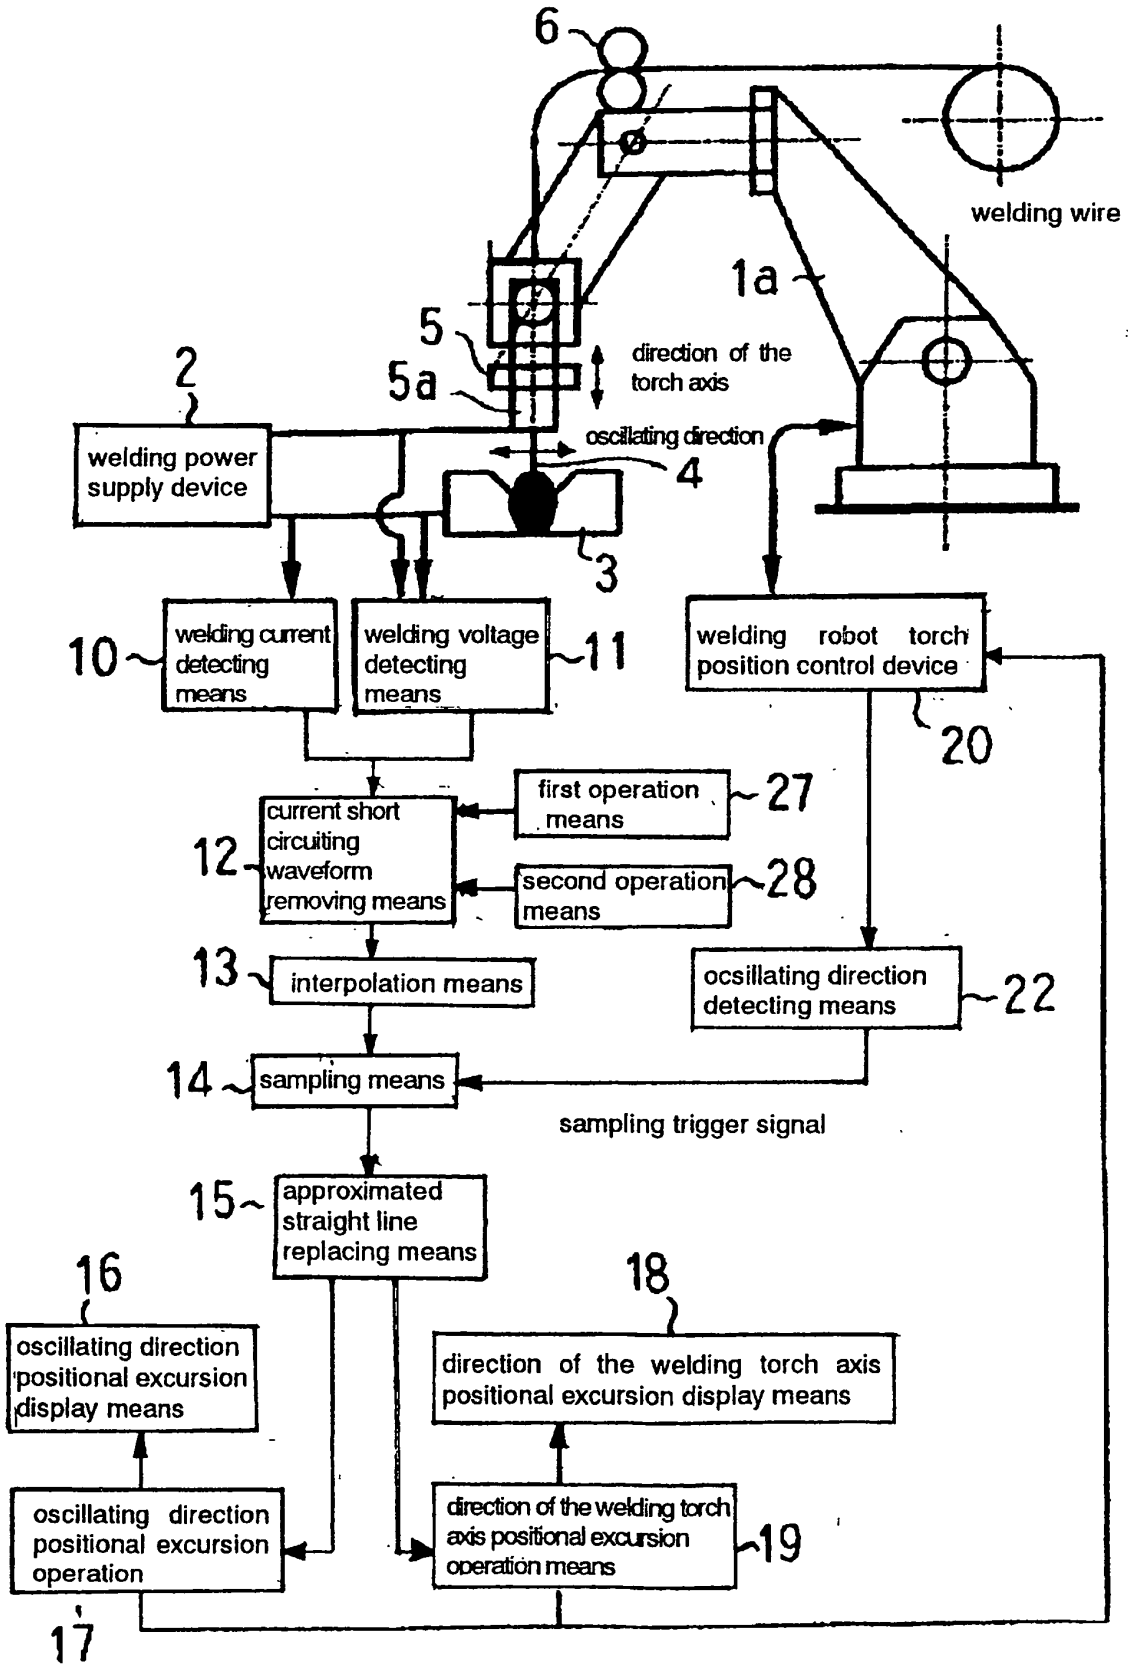 6
welding wire
1a
5
direction of the
torch axis
2
5a
oscillating direction
4
welding power
supply device
3
10
welding current
detecting
means
welding voltage
detecting
means
11
welding robot torch
position control device
20
first operation
means
27
12
current short
circuiting
waveform
removing means
second operation
means
28
13
interpolation means
ocsillating direction
detecting means
22
14
sampling means
sampling trigger signal
15
approximated
straight line
replacing means
16
18
oscillating direction
positional excursion
display means
direction of the welding torch axis
positional excursion display means
oscillating direction
positional excursion
operation
direction of the welding torch
axis positional excursion
operation means
19
17